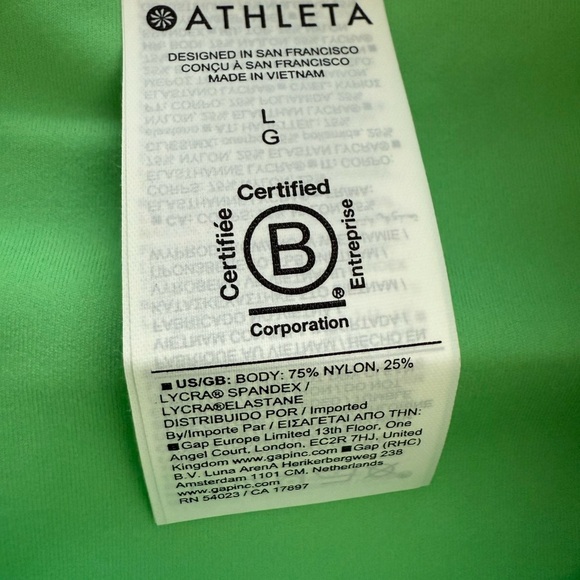 ATHLETA
DESIGNED IN SAN FRANCISCO
CONÇU À SAN FRANCISCO
MADE IN VIETNAM
L
G
Certified
Certifiée
B
Entreprise
®
Corporation
■ US/GB: BODY: 75% NYLON, 25%
LYCRA® SPANDEX /
LYCRA®ELASTANE
DISTRIBUIDO POR / Imported
By/Importe Par / ΕΙΣΑΓΕΤΑΙ ΑΠΟ ΤΗΝ:
■ Gap Europe Limited 13th Floor, One
Angel Court, London, EC2R 7HJ, United
Kingdom www.gapinc.com ■ Gap (RHC)
B.V. Luna ArenA Herikerbergweg 238
Amsterdam 1101 CM, Netherlands
www.gapinc.com
RN 54023 / CA 17897